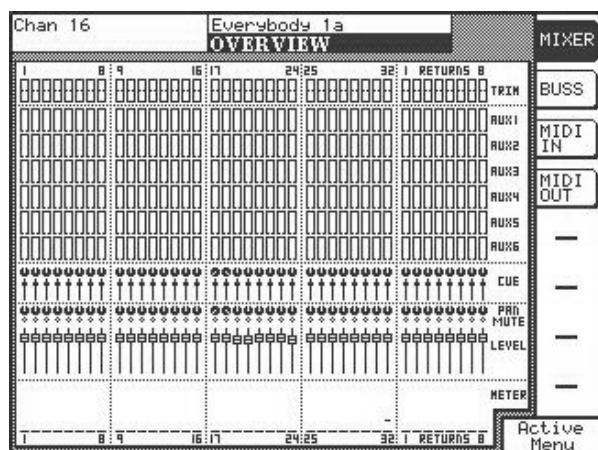 Chan 16
Everybody 1a
OVERVIEW
MIXER
1 8 9 16 17 24 25 32 1 RETURNS 8
TRIM
BUSS
AUX1
AUX2
MIDI IN
AUX3
AUX4
MIDI OUT
AUX5
AUX6
CUE
PAN
MUTE
LEVEL
METER
1 8 9 16 17 24 25 32 1 RETURNS 8
Active
Menu